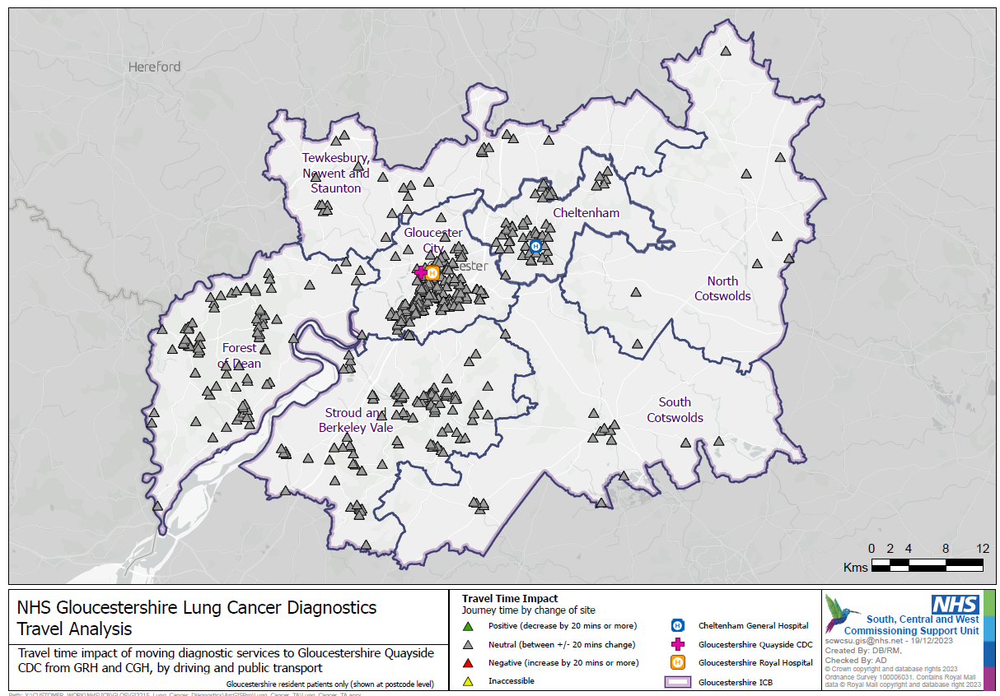 Hereford
Tewkesbury,
Newent and
Staunton
Cheltenham
Gloucester
City
ester
North
Cotswolds
Forest
of Dean
South
Cotswolds
Stroud and
Berkeley Vale
0 2 4 8 12
Kms
NHS Gloucestershire Lung Cancer Diagnostics
Travel Analysis
Travel time impact of moving diagnostic services to Gloucestershire Quayside
CDC from GRH and CGH, by driving and public transport
Gloucestershire resident patients only (shown at postcode level)
Travel Time Impact
Journey time by change of site
Positive (decrease by 20 mins or more)
Neutral (between +/- 20 mins change)
Negative (increase by 20 mins or more)
Inaccessible
H Cheltenham General Hospital
Gloucestershire Quayside CDC
H Gloucestershire Royal Hospital
Gloucestershire ICB
NHS
South, Central and West
Commissioning Support Unit
scwcsu.gis@nhs.net - 19/12/2023
Created By: DB/RM,
Checked By: AD
© Crown copyright and database rights 2023
Ordnance Survey 100006031. Contains Royal Mail
data © Royal Mail copyright and database right 2023